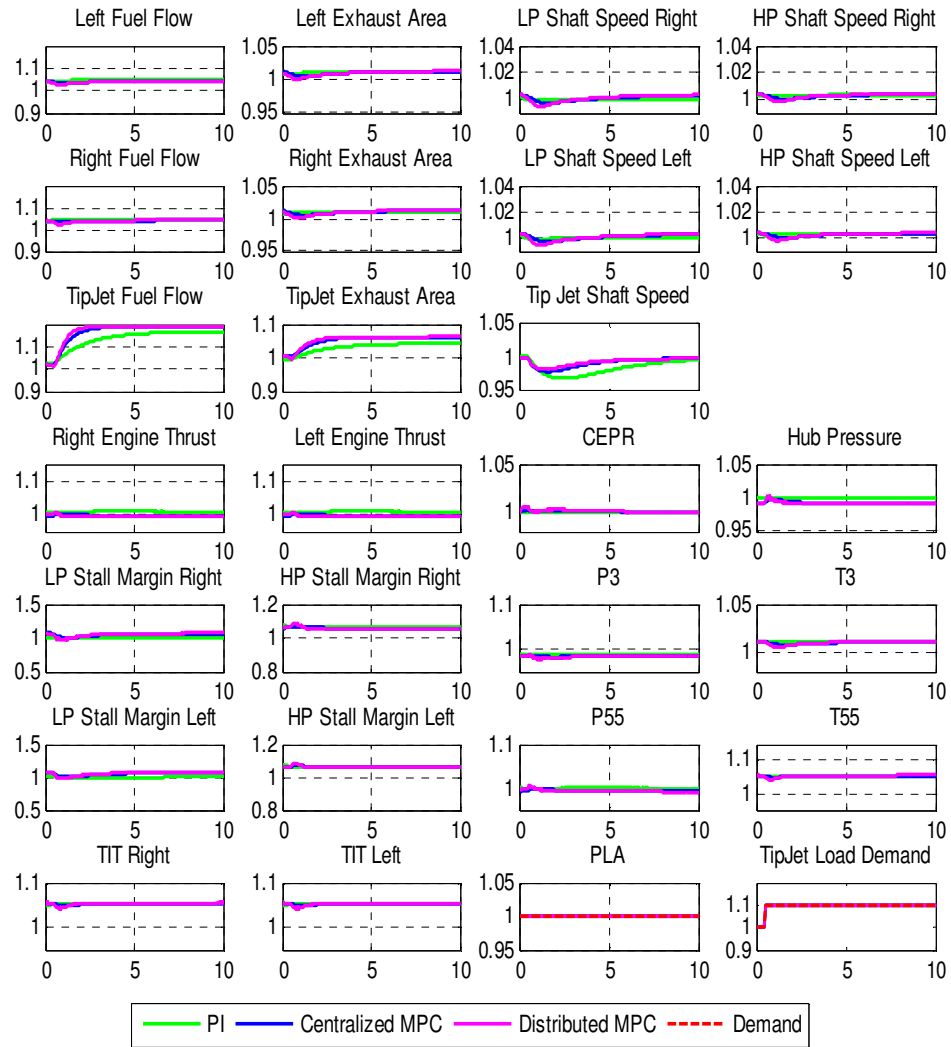 Left Fuel Flow Left Exhaust Area LP Shaft Speed Right HP Shaft Speed Right
1.1 1 0.9 1.05 1 0.95 1.04 1.02 1 1.04 1.02 1
0 5 10 0 5 10 0 5 10 0 5 10
Right Fuel Flow Right Exhaust Area LP Shaft Speed Left HP Shaft Speed Left
1.1 1 0.9 1.05 1 0.95 1.04 1.02 1 1.04 1.02 1
0 5 10 0 5 10 0 5 10 0 5 10
TipJet Fuel Flow TipJet Exhaust Area Tip Jet Shaft Speed
1.1 1 0.9 1.1 1 0.9 1.05 1 0.95
0 5 10 0 5 10 0 5 10
Right Engine Thrust Left Engine Thrust CEPR Hub Pressure
1.1 1 1.1 1 1.05 1 1.05 1 0.95
0 5 10 0 5 10 0 5 10 0 5 10
LP Stall Margin Right HP Stall Margin Right P3 T3
1.5 1 0.5 1.2 1 0.8 1.1 1 1.05 1
0 5 10 0 5 10 0 5 10 0 5 10
LP Stall Margin Left HP Stall Margin Left P55 T55
1.5 1 0.5 1.2 1 0.8 1.1 1 1.1 1
0 5 10 0 5 10 0 5 10 0 5 10
TIT Right TIT Left PLA TipJet Load Demand
1.1 1 1.1 1 1.05 1 0.95 1.1 1 0.9
0 5 10 0 5 10 0 5 10 0 5 10
PI Centralized MPC Distributed MPC Demand